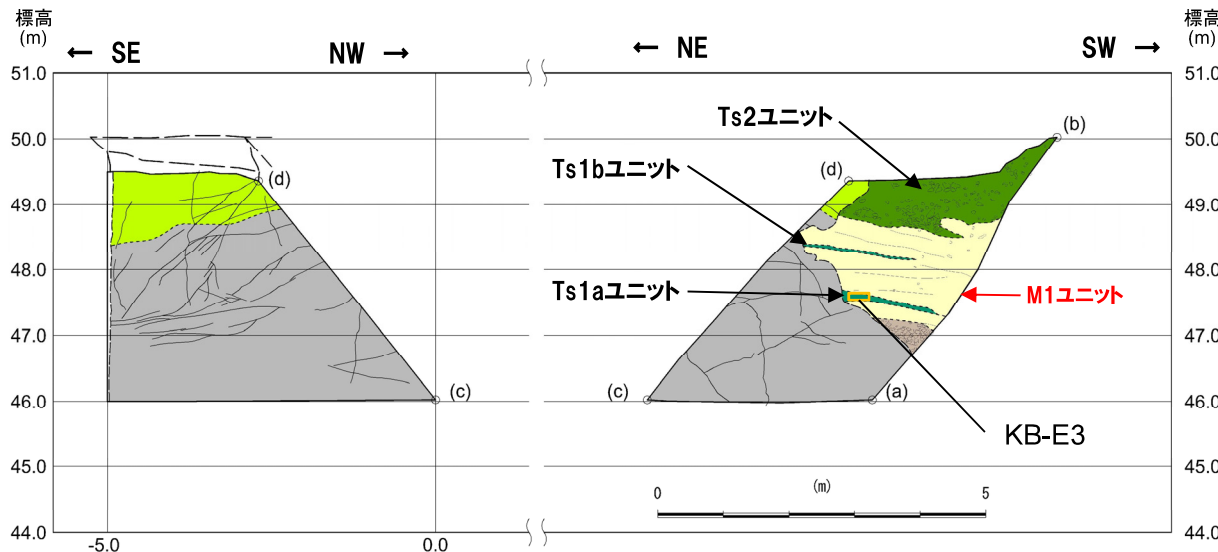 標高
(m)
← SE
NW →
← NE
SW →
標高
(m)
51.0
50.0
49.0
48.0
47.0
46.0
45.0
44.0
-5.0
0.0
(d)
(c)
Ts2ユニット
(b)
(d)
Ts1bユニット
Ts1aユニット
M1ユニット
(c)
(a)
KB-E3
0
(m)
5
51.0
50.0
49.0
48.0
47.0
46.0
45.0
44.0